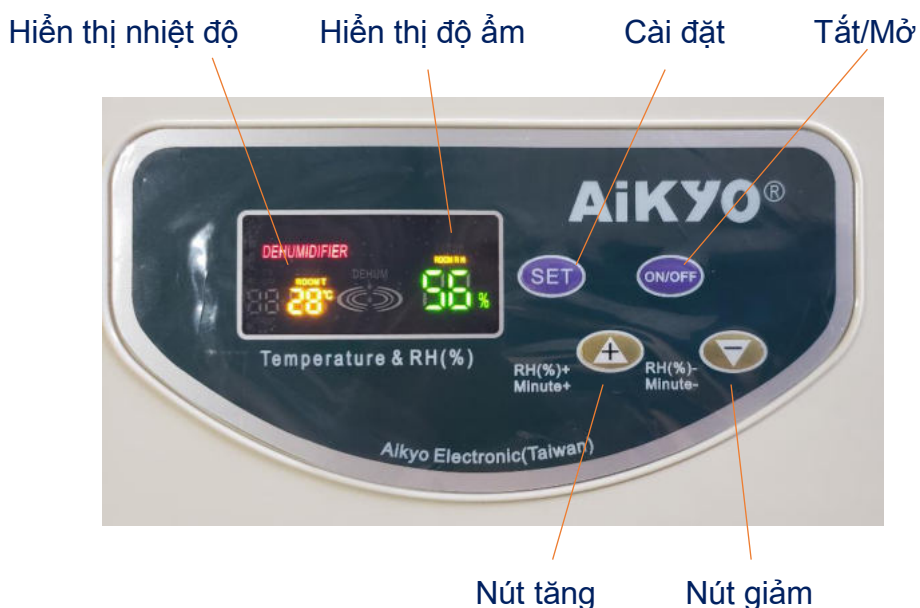 Hiển thị nhiệt độ
Hiển thị độ ẩm
Cài đặt
Tắt/Mở
AiKYO®
DEHUMIDIFIER
ROOM T
28°C
DEHUM
ROOM R H
56 %
SET
ON/OFF
Temperature & RH(%)
+
RH(%)+
Minute+
−
RH(%)-
Minute-
Aikyo Electronic(Taiwan)
Nút tăng
Nút giảm